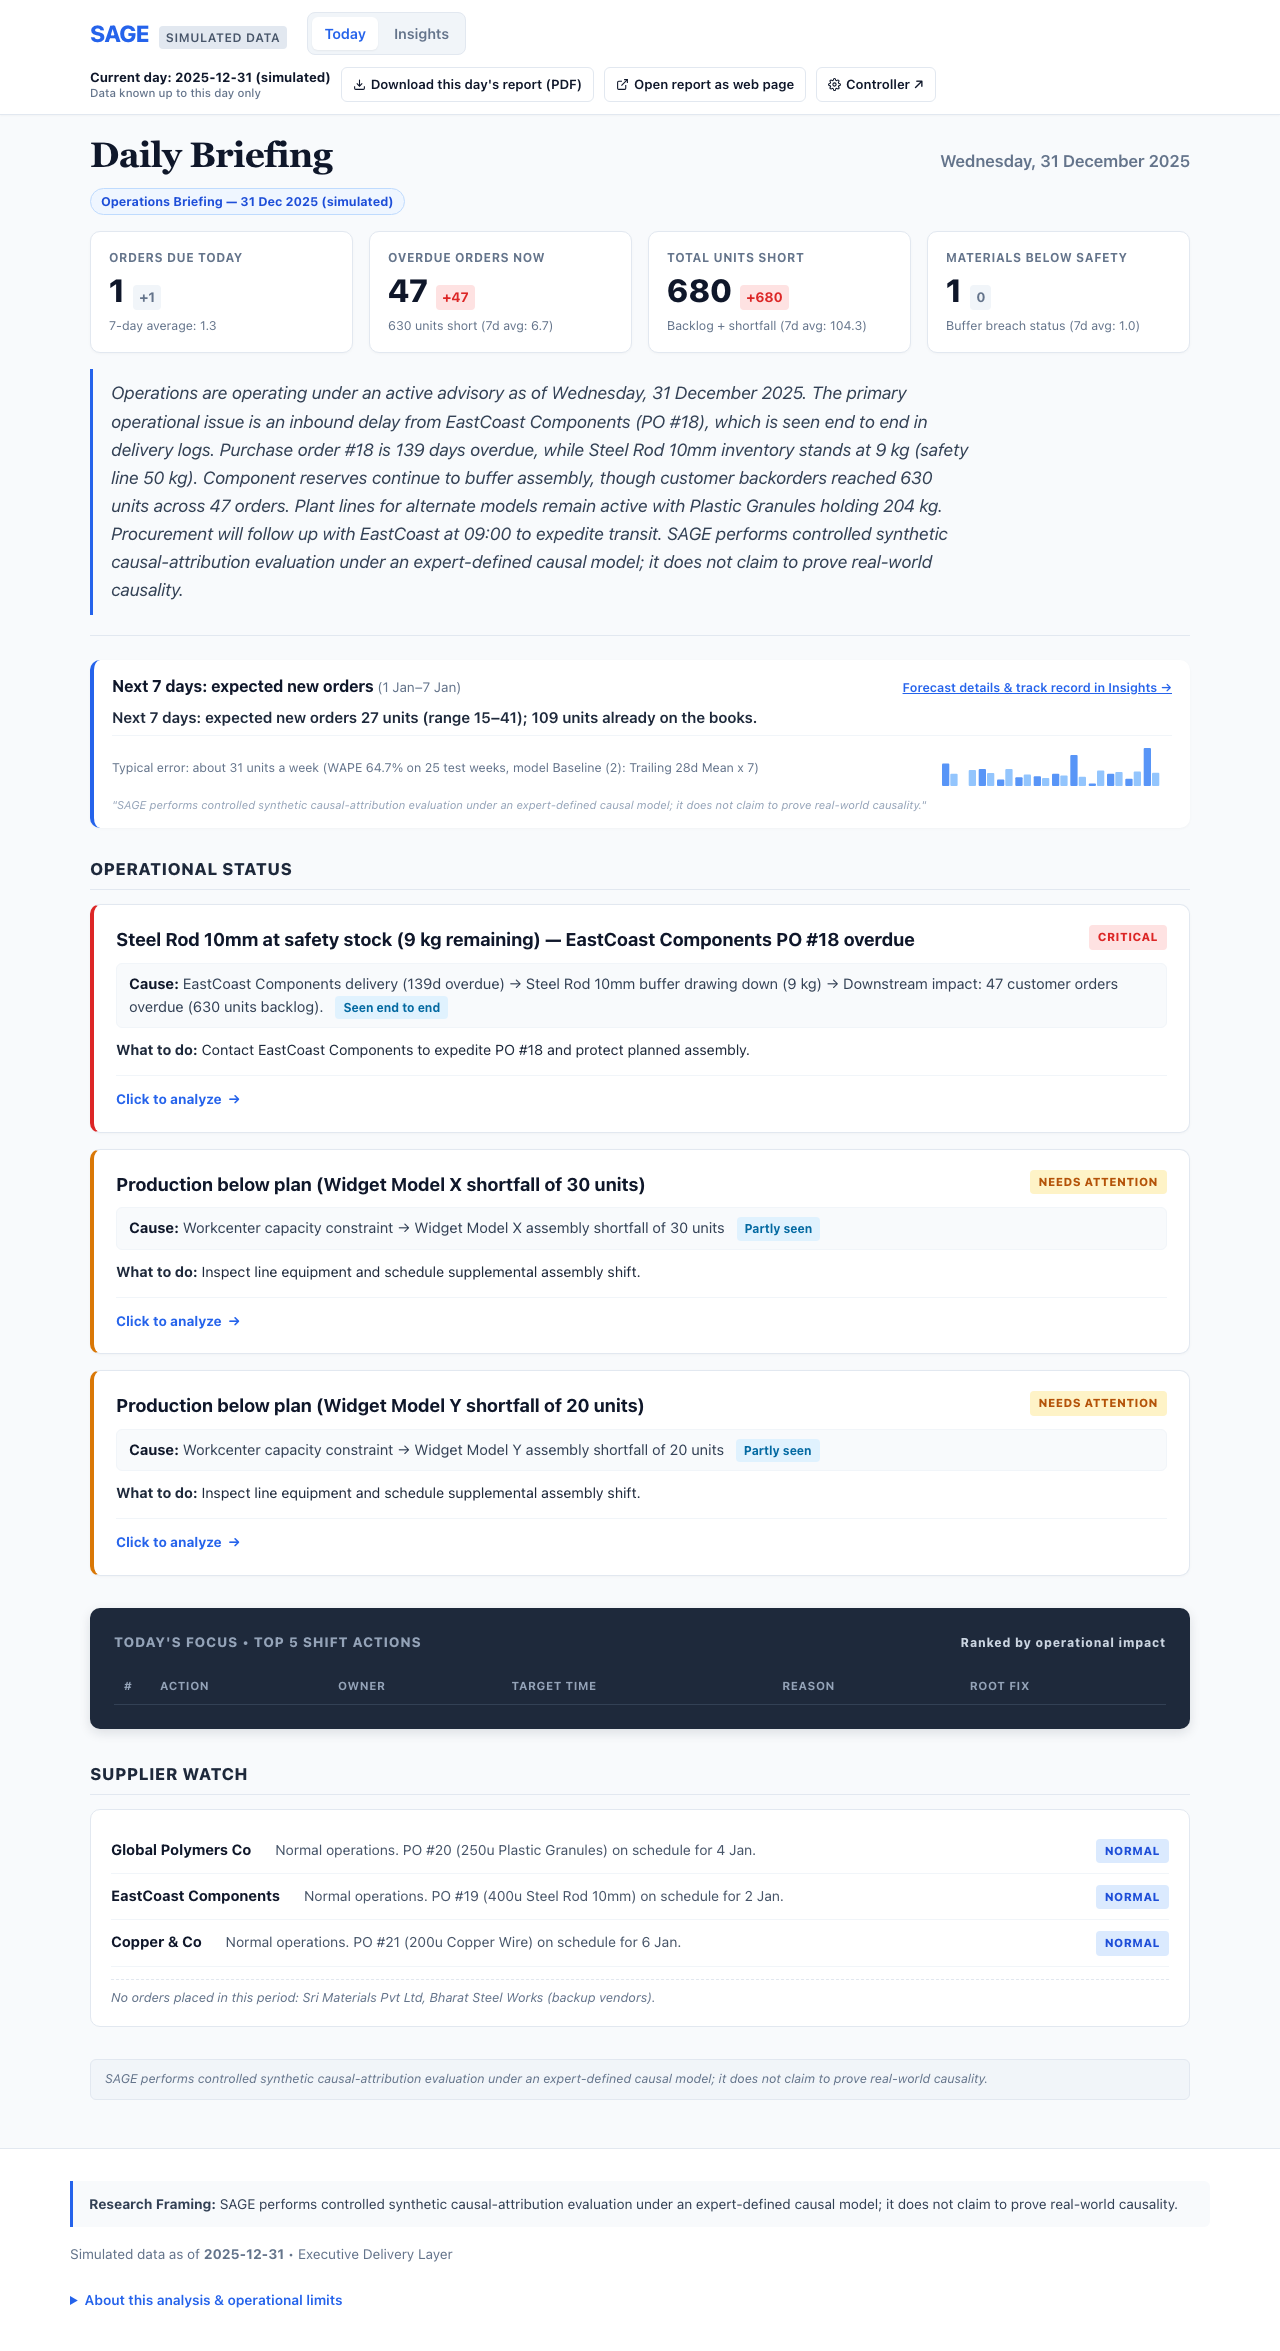 SAGE SIMULATED DATA Today Insights
Current day: 2025-12-31 (simulated)
Data known up to this day only
Download this day's report (PDF) Open report as web page Controller ↗
Daily Briefing
Wednesday, 31 December 2025
Operations Briefing — 31 Dec 2025 (simulated)
ORDERS DUE TODAY
1 +1
7-day average: 1.3
OVERDUE ORDERS NOW
47 +47
630 units short (7d avg: 6.7)
TOTAL UNITS SHORT
680 +680
Backlog + shortfall (7d avg: 104.3)
MATERIALS BELOW SAFETY
1 0
Buffer breach status (7d avg: 1.0)
Operations are operating under an active advisory as of Wednesday, 31 December 2025. The primary
operational issue is an inbound delay from EastCoast Components (PO #18), which is seen end to end in
delivery logs. Purchase order #18 is 139 days overdue, while Steel Rod 10mm inventory stands at 9 kg (safety
line 50 kg). Component reserves continue to buffer assembly, though customer backorders reached 630
units across 47 orders. Plant lines for alternate models remain active with Plastic Granules holding 204 kg.
Procurement will follow up with EastCoast at 09:00 to expedite transit. SAGE performs controlled synthetic
causal-attribution evaluation under an expert-defined causal model; it does not claim to prove real-world
causality.
Next 7 days: expected new orders (1 Jan–7 Jan)
Forecast details & track record in Insights →
Next 7 days: expected new orders 27 units (range 15–41); 109 units already on the books.
Typical error: about 31 units a week (WAPE 64.7% on 25 test weeks, model Baseline (2): Trailing 28d Mean x 7)
"SAGE performs controlled synthetic causal-attribution evaluation under an expert-defined causal model; it does not claim to prove real-world causality."
OPERATIONAL STATUS
Steel Rod 10mm at safety stock (9 kg remaining) — EastCoast Components PO #18 overdue
CRITICAL
Cause: EastCoast Components delivery (139d overdue) → Steel Rod 10mm buffer drawing down (9 kg) → Downstream impact: 47 customer orders
overdue (630 units backlog). Seen end to end
What to do: Contact EastCoast Components to expedite PO #18 and protect planned assembly.
Click to analyze →
Production below plan (Widget Model X shortfall of 30 units)
NEEDS ATTENTION
Cause: Workcenter capacity constraint → Widget Model X assembly shortfall of 30 units Partly seen
What to do: Inspect line equipment and schedule supplemental assembly shift.
Click to analyze →
Production below plan (Widget Model Y shortfall of 20 units)
NEEDS ATTENTION
Cause: Workcenter capacity constraint → Widget Model Y assembly shortfall of 20 units Partly seen
What to do: Inspect line equipment and schedule supplemental assembly shift.
Click to analyze →
TODAY'S FOCUS • TOP 5 SHIFT ACTIONS
Ranked by operational impact
# ACTION OWNER TARGET TIME REASON ROOT FIX
SUPPLIER WATCH
Global Polymers Co Normal operations. PO #20 (250u Plastic Granules) on schedule for 4 Jan. NORMAL
EastCoast Components Normal operations. PO #19 (400u Steel Rod 10mm) on schedule for 2 Jan. NORMAL
Copper & Co Normal operations. PO #21 (200u Copper Wire) on schedule for 6 Jan. NORMAL
No orders placed in this period: Sri Materials Pvt Ltd, Bharat Steel Works (backup vendors).
SAGE performs controlled synthetic causal-attribution evaluation under an expert-defined causal model; it does not claim to prove real-world causality.
Research Framing: SAGE performs controlled synthetic causal-attribution evaluation under an expert-defined causal model; it does not claim to prove real-world causality.
Simulated data as of 2025-12-31 • Executive Delivery Layer
▶ About this analysis & operational limits